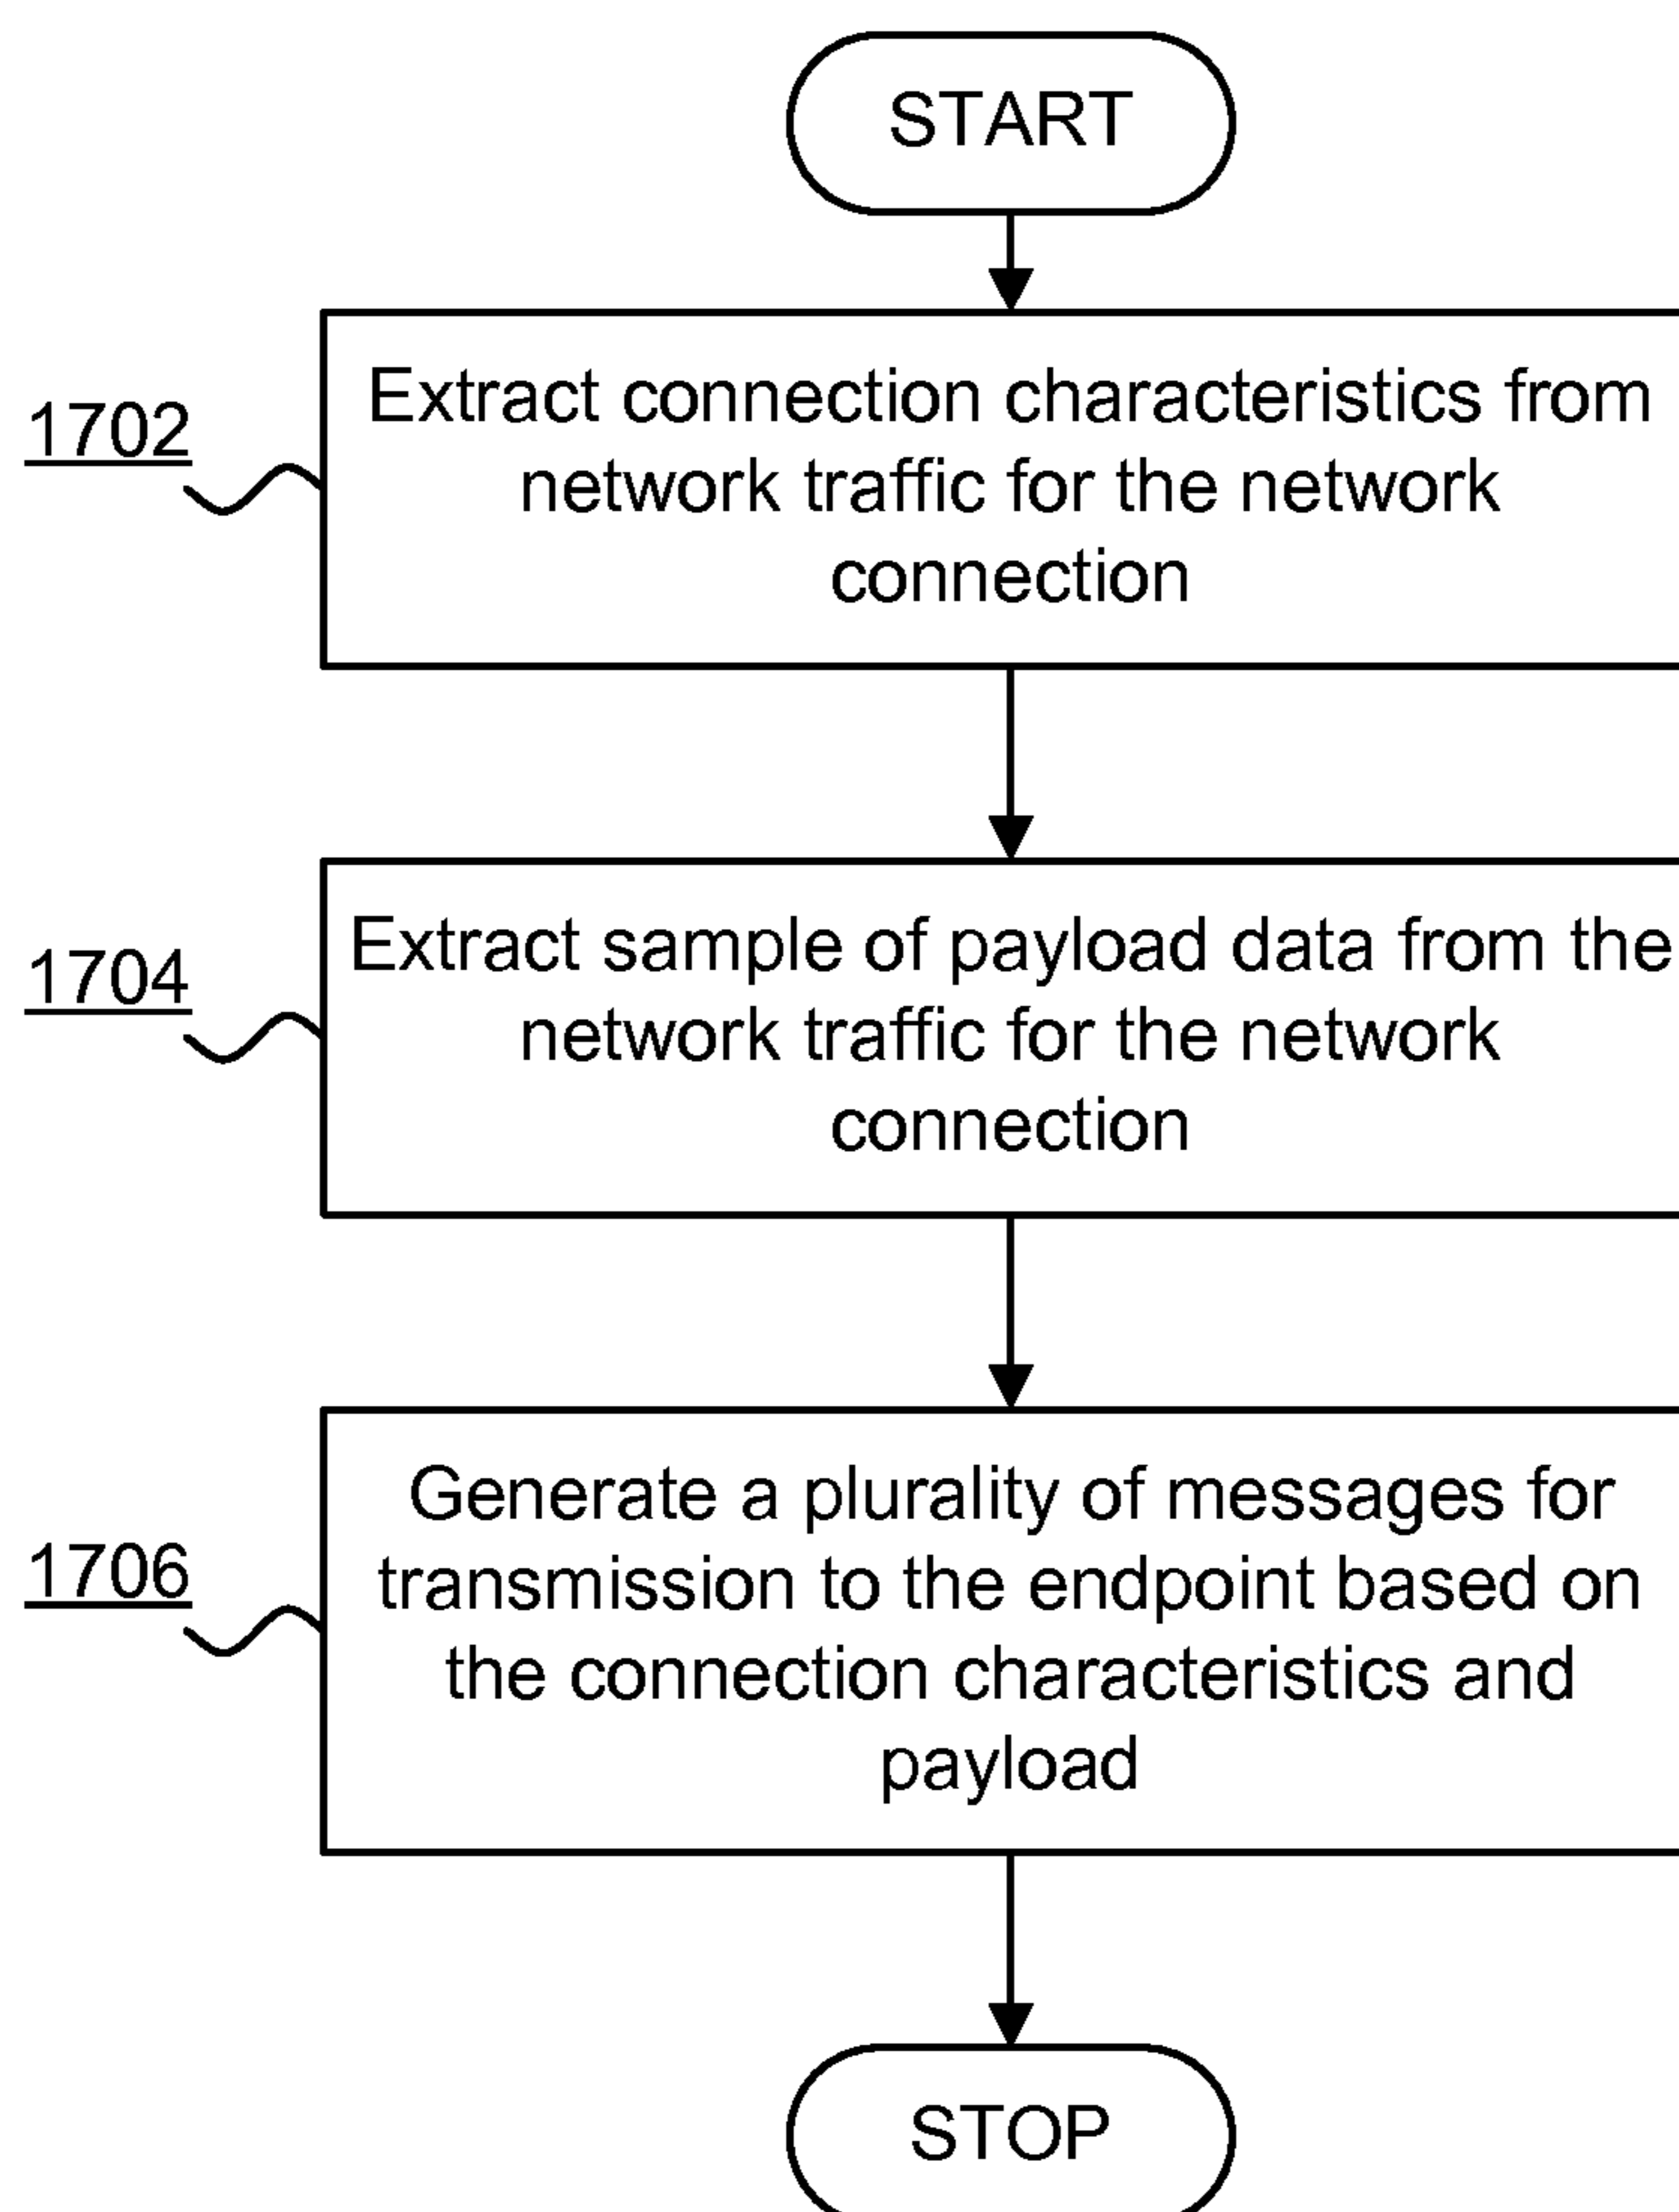 START
1702
Extract connection characteristics from
network traffic for the network
connection
1704
Extract sample of payload data from the
network traffic for the network
connection
1706
Generate a plurality of messages for
transmission to the endpoint based on
the connection characteristics and
payload
STOP